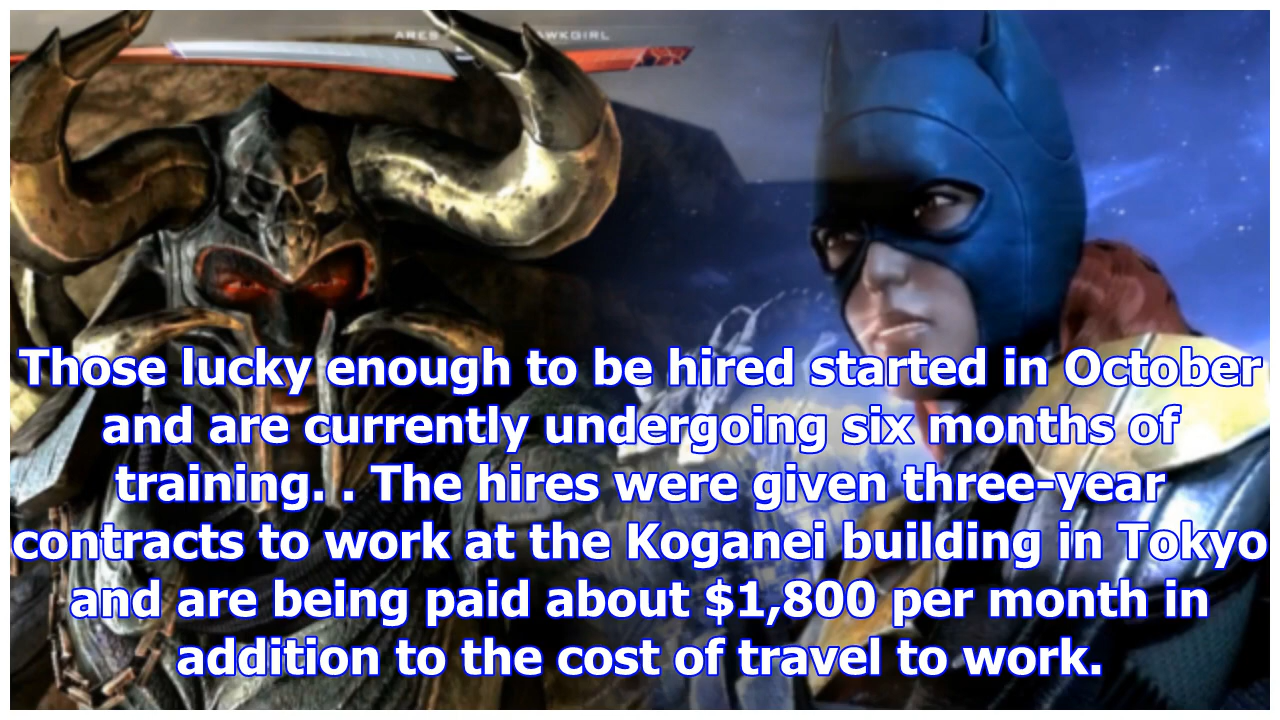 ARES
AWKGIRL
Those lucky enough to be hired started in October
and are currently undergoing six months of
training. . The hires were given three-year
contracts to work at the Koganei building in Tokyo
and are being paid about $1,800 per month in
addition to the cost of travel to work.